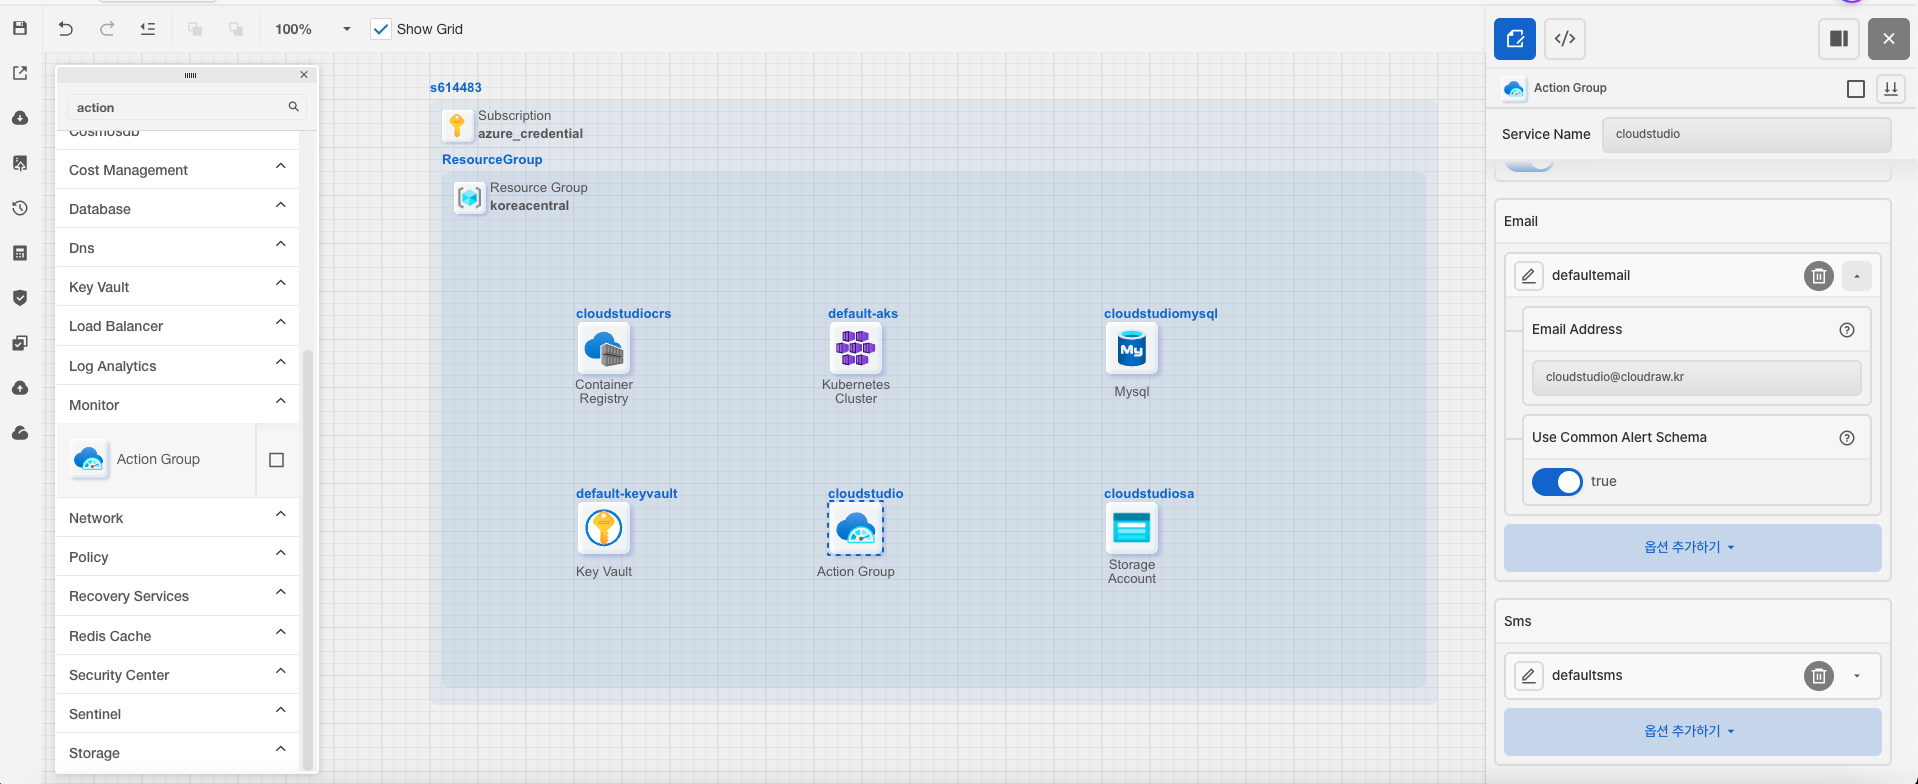 100%
Show Grid
action
Cosmosdb
Cost Management
Database
Dns
Key Vault
Load Balancer
Log Analytics
Monitor
Action Group
Network
Policy
Recovery Services
Redis Cache
Security Center
Sentinel
Storage
s614483
Subscription
azure_credential
ResourceGroup
Resource Group
koreacentral
cloudstudiocrs
Container
Registry
default-aks
Kubernetes
Cluster
cloudstudiomysql
My
Mysql
default-keyvault
Key Vault
cloudstudio
Action Group
cloudstudiosa
Storage
Account
Action Group
Service Name
cloudstudio
Email
defaultemail
Email Address
cloudstudio@cloudraw.kr
Use Common Alert Schema
true
옵션 추가하기
Sms
defaultsms
옵션 추가하기